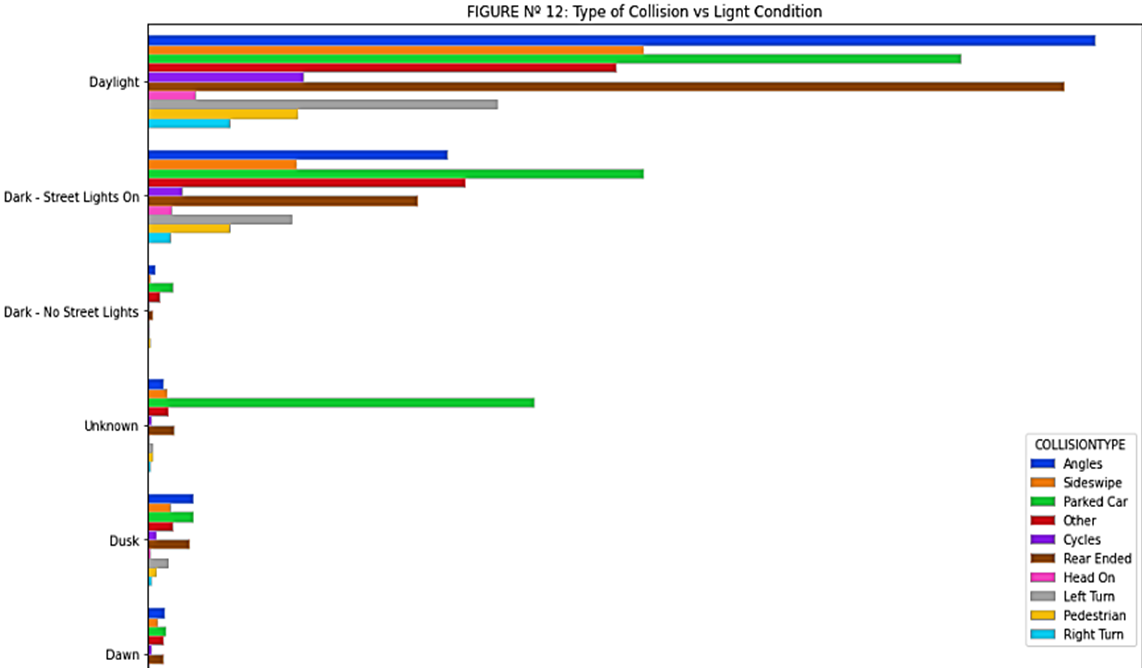 FIGURE Nº 12: Type of Collision vs Lignt Condition
Daylight
Dark - Street Lights On
Dark - No Street Lights
Unknown
Dusk
Dawn
COLLISIONTYPE
Angles
Sideswipe
Parked Car
Other
Cycles
Rear Ended
Head On
Left Turn
Pedestrian
Right Turn